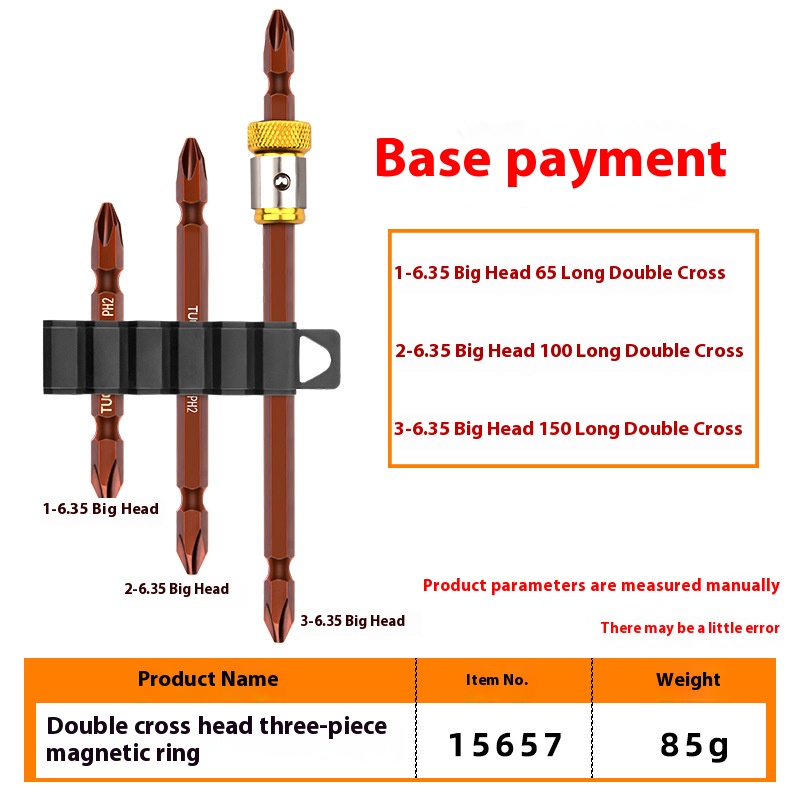 Base payment
1-6.35 Big Head 65 Long Double Cross
2-6.35 Big Head 100 Long Double Cross
3-6.35 Big Head 150 Long Double Cross
PH2
TUO
PH2
1-6.35 Big Head
2-6.35 Big Head
3-6.35 Big Head
Product parameters are measured manually
There may be a little error
Product Name
Item No.
Weight
Double cross head three-piece
magnetic ring
15657
85g